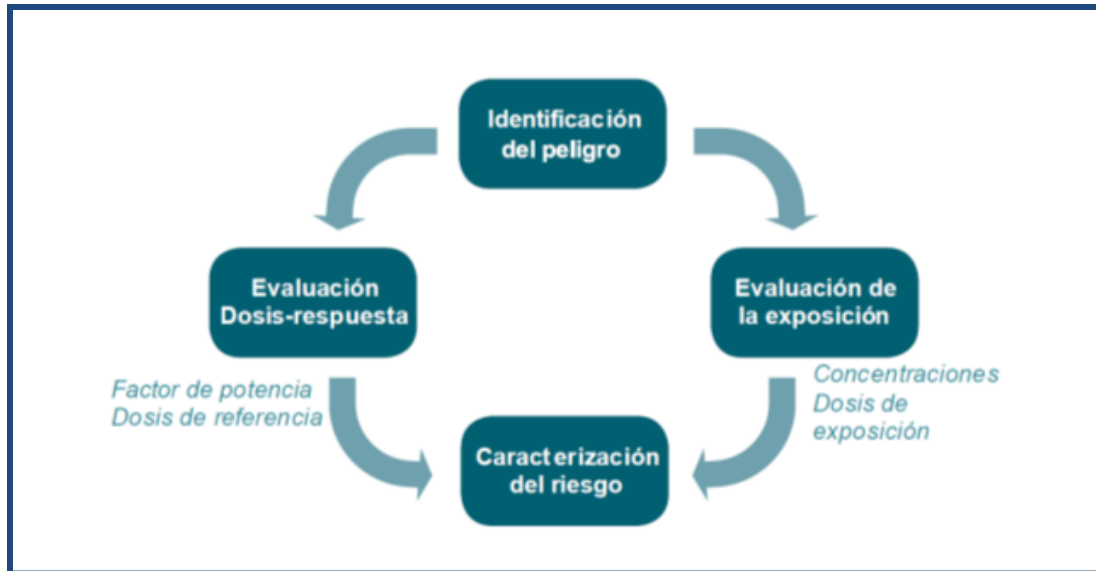 Identificación
del peligro
Evaluación
Dosis-respuesta
Evaluación de
la exposición
Factor de potencia
Dosis de referencia
Concentraciones
Dosis de
exposición
Caracterización
del riesgo